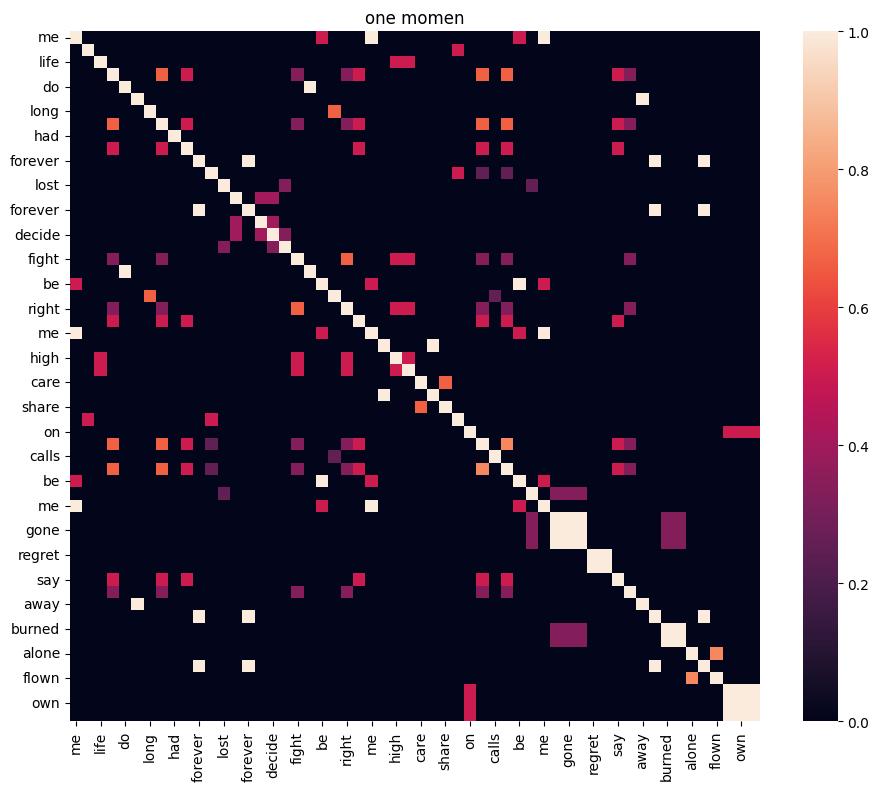 one momen
me
life
do
long
had
forever
lost
forever
decide
fight
be
right
me
high
care
share
on
calls
be
me
gone
regret
say
away
burned
alone
flown
own
1.0
0.8
0.6
0.4
0.2
0.0
me
life
do
long
had
forever
lost
forever
decide
fight
be
right
me
high
care
share
on
calls
be
me
gone
regret
say
away
burned
alone
flown
own